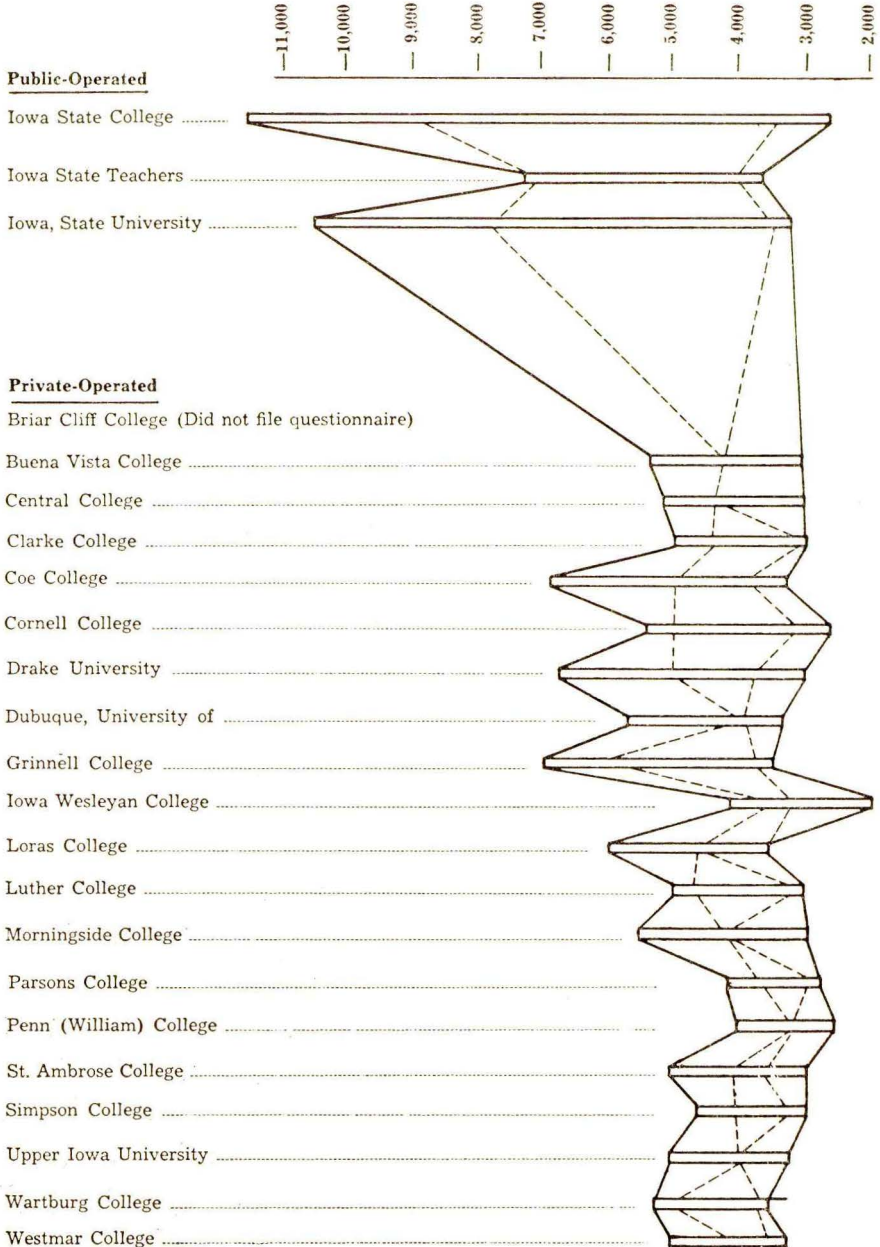 11,000 10,000 9,000 8,000 7,000 6,000 5,000 4,000 3,000 2,000
Public-Operated
Iowa State College
Iowa State Teachers
Iowa, State University
Private-Operated
Briar Cliff College (Did not file questionnaire)
Buena Vista College
Central College
Clarke College
Coe College
Cornell College
Drake University
Dubuque, University of
Grinnell College
Iowa Wesleyan College
Loras College
Luther College
Morningside College
Parsons College
Penn (William) College
St. Ambrose College
Simpson College
Upper Iowa University
Wartburg College
Westmar College